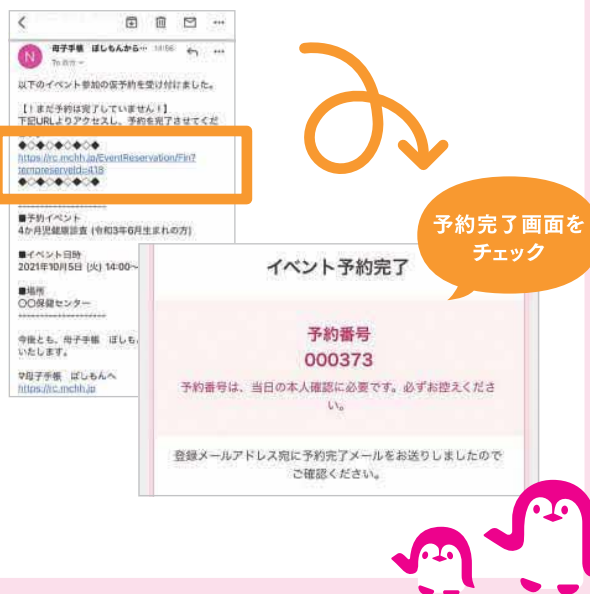 N
母子手帳 ぼしもんから… 14:56
To 自分
以下のイベント参加の仮予約を受け付けました。
【！まだ予約は完了していません！】
下記URLよりアクセスし、予約を完了させてくだ
◆◇◆◇◆◇◆◇◆
https://rc.mchh.jp/EventReservation/Fin?
tempreserveId=418
◆◇◆◇◆◇◆◇◆
--------------------
■予約イベント
4か月児健康診査 (令和3年6月生まれの方)
■イベント日時
2021年10月5日 (火) 14:00～
■場所
〇〇保健センター
--------------------
今後とも、母子手帳 ぼしも
いたします。
▽母子手帳 ぼしもんへ
https://rc.mchh.jp
予約完了画面を
チェック
イベント予約完了
予約番号
000373
予約番号は、当日の本人確認に必要です。必ずお控えくださ
い。
登録メールアドレス宛に予約完了メールをお送りしましたので
ご確認ください。